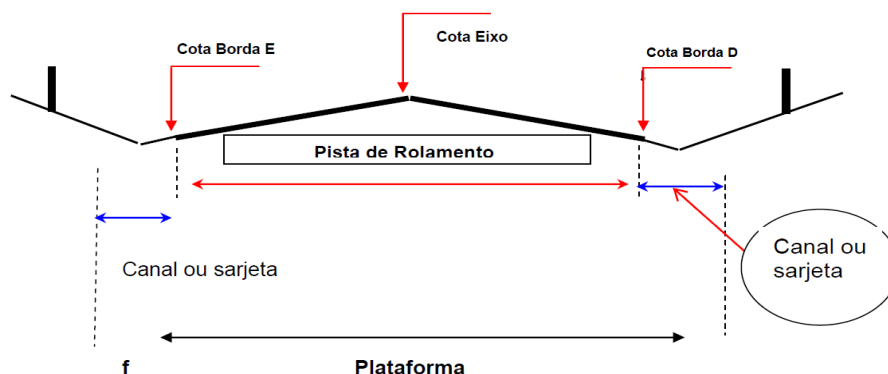 Cota Borda E
Cota Eixo
Cota Borda D
Pista de Rolamento
Canal ou sarjeta
Canal ou
sarjeta
f
Plataforma